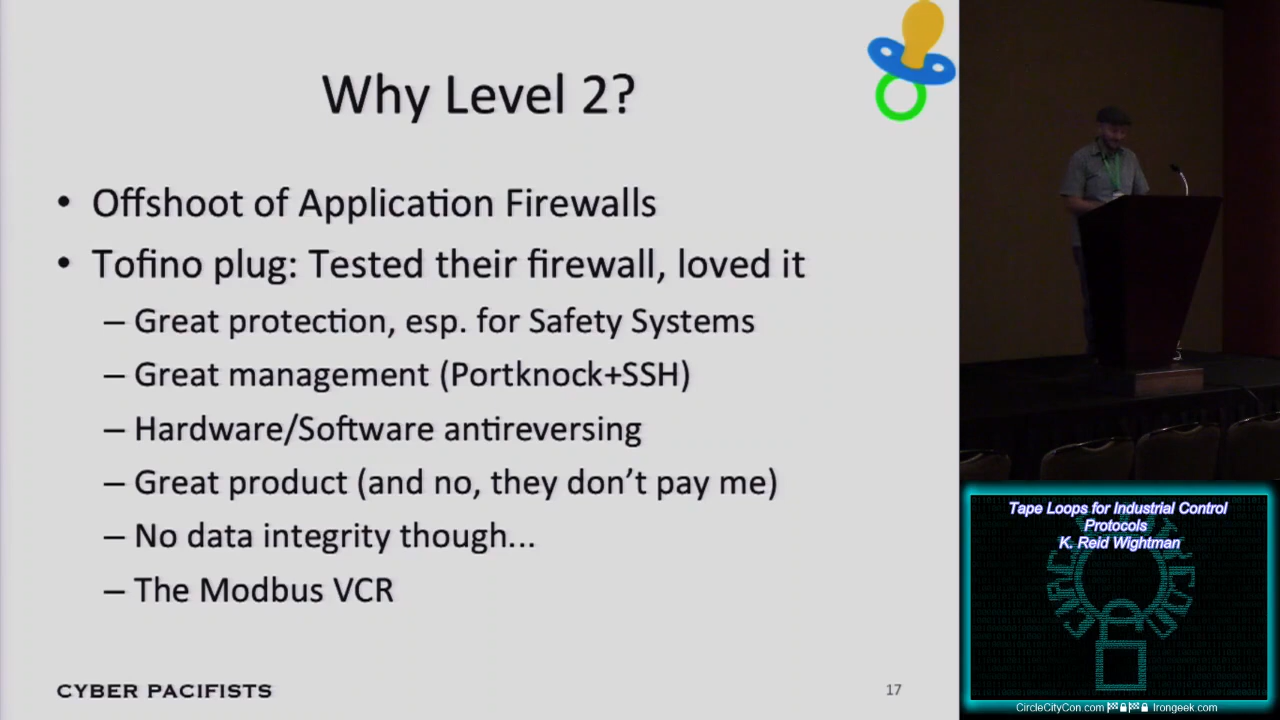 Why Level 2?
• Offshoot of Application Firewalls
• Tofino plug: Tested their firewall, loved it
– Great protection, esp. for Safety Systems
– Great management (Portknock+SSH)
– Hardware/Software antireversing
– Great product (and no, they don't pay me)
– No data integrity though...
– The Modbus VCR
CYBER PACIFISTS
17
Tape Loops for Industrial Control
Protocols
K. Reid Wightman
CircleCityCon.com Irongeek.com